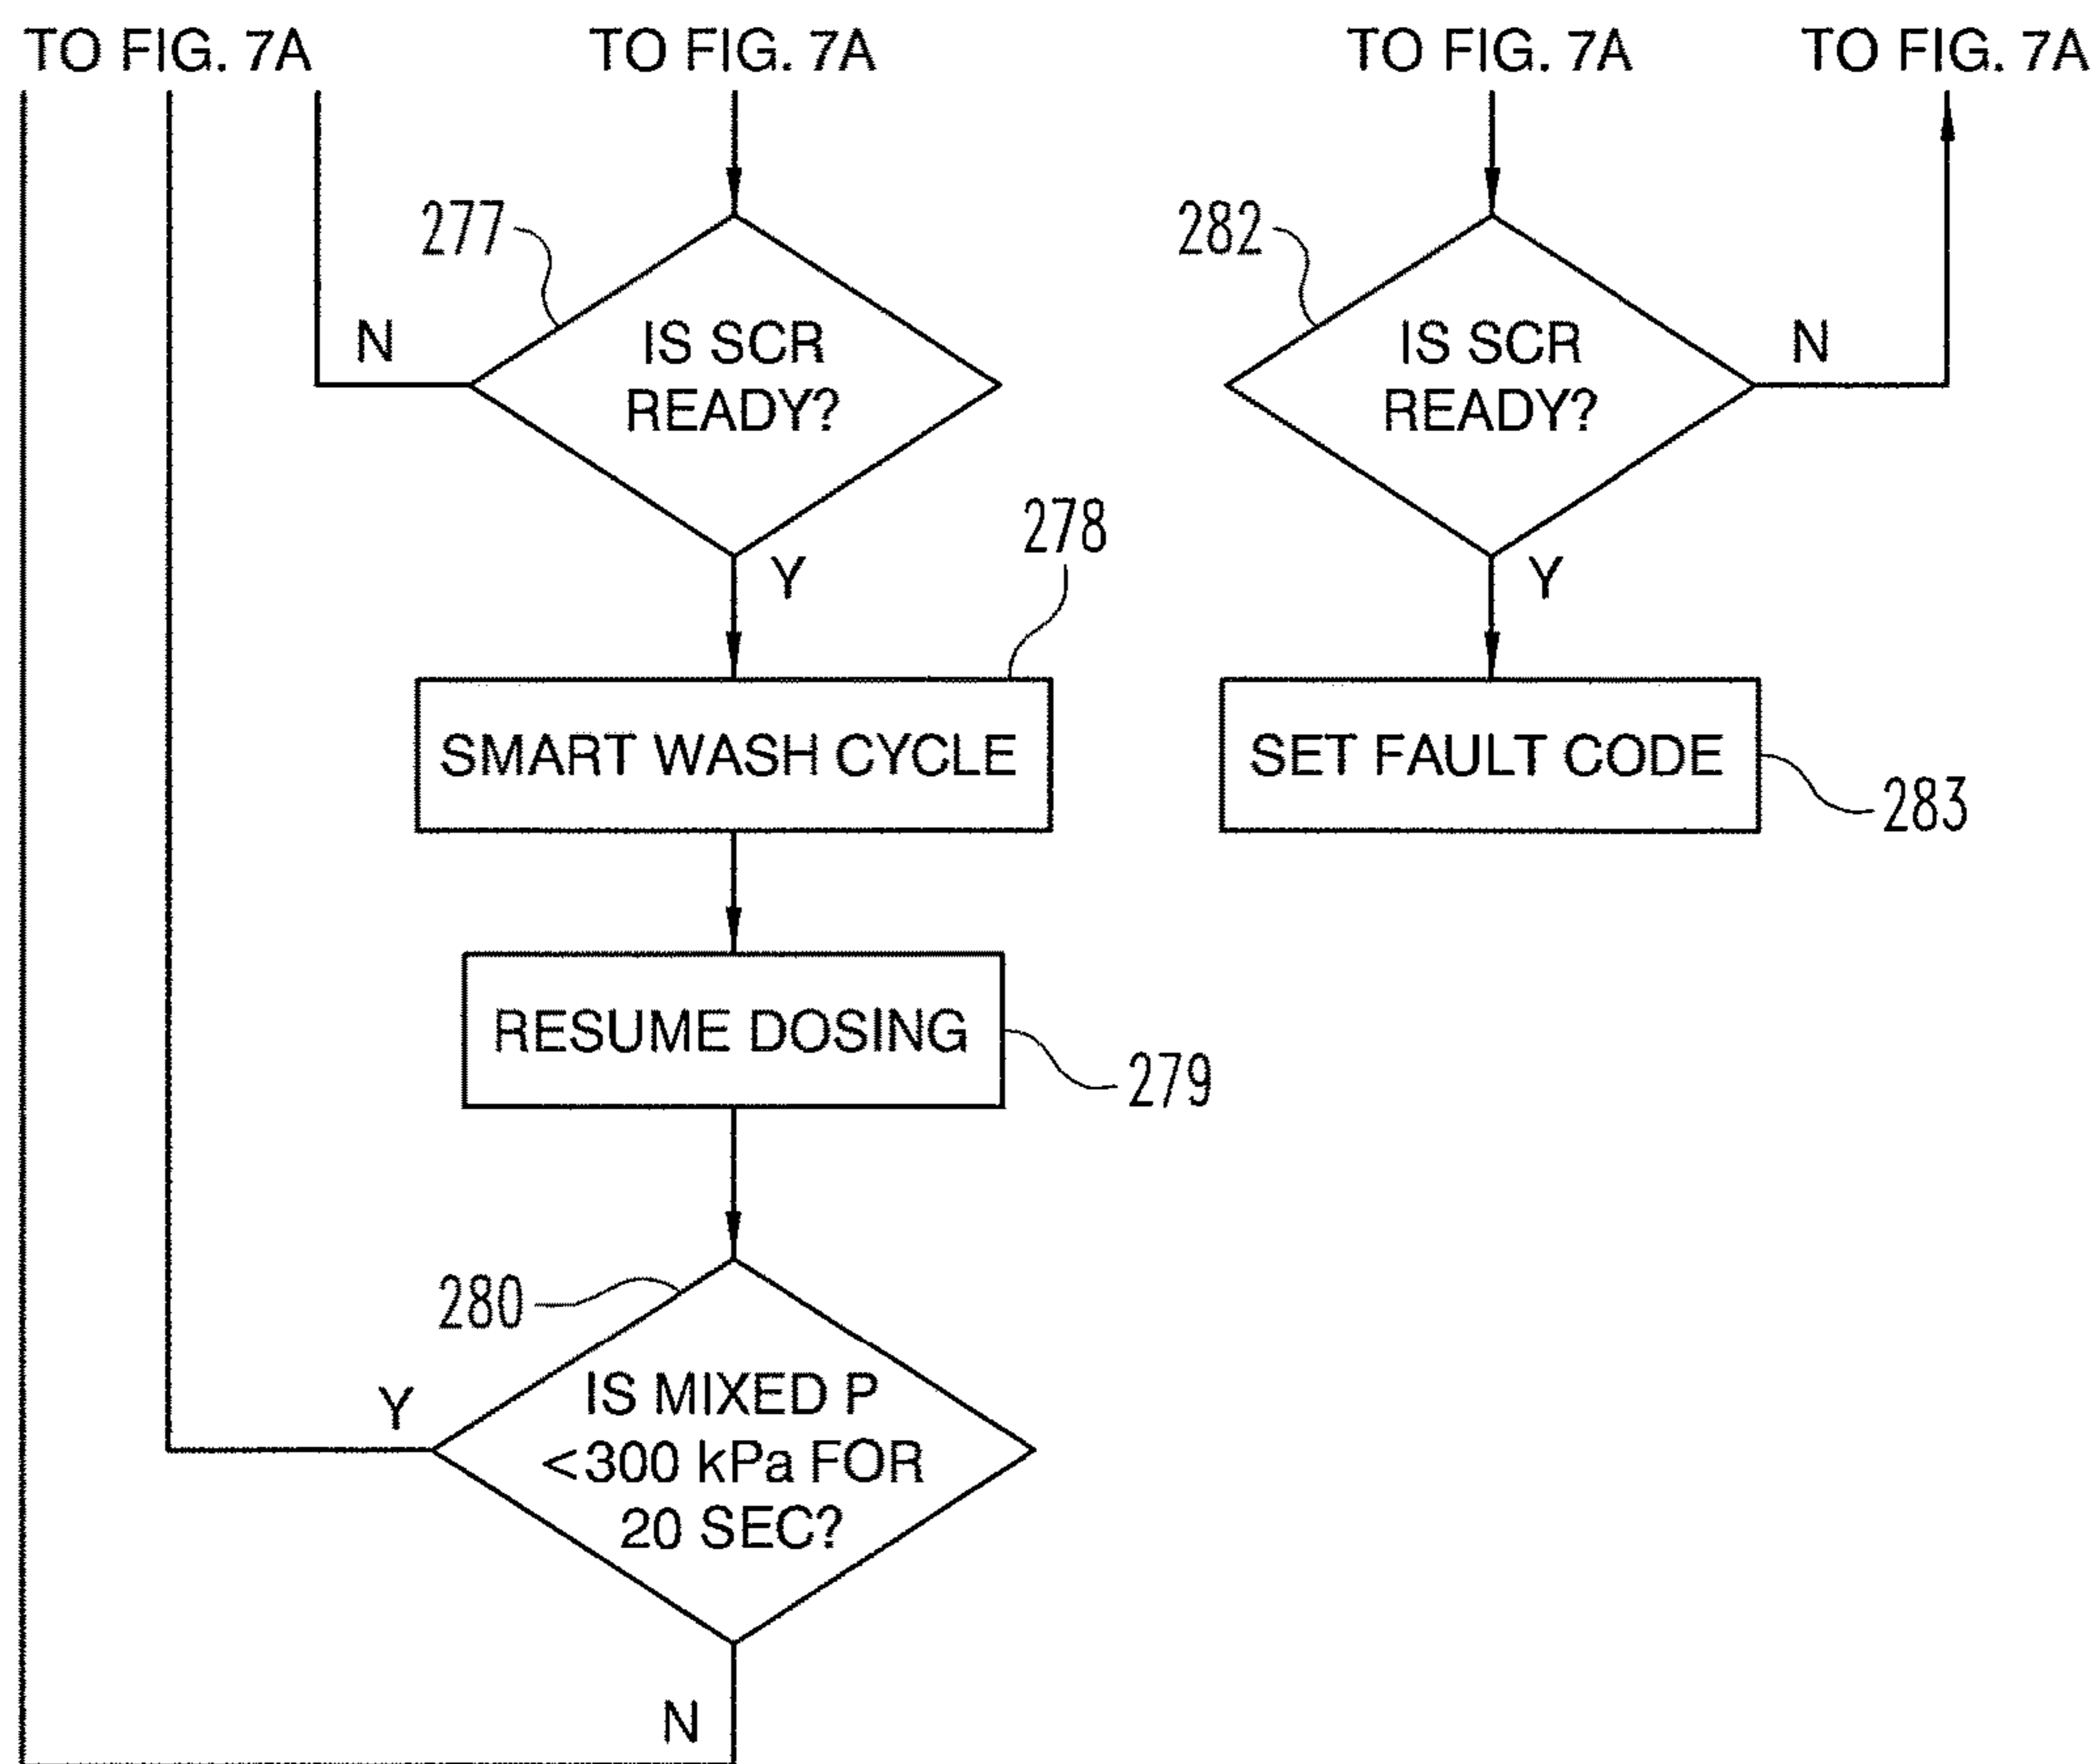 TO FIG. 7A
TO FIG. 7A
TO FIG. 7A
TO FIG. 7A
277
IS SCR
READY?
N
Y
278
SMART WASH CYCLE
RESUME DOSING
279
280
IS MIXED P
<300 kPa FOR
20 SEC?
Y
N
282
IS SCR
READY?
N
Y
SET FAULT CODE
283